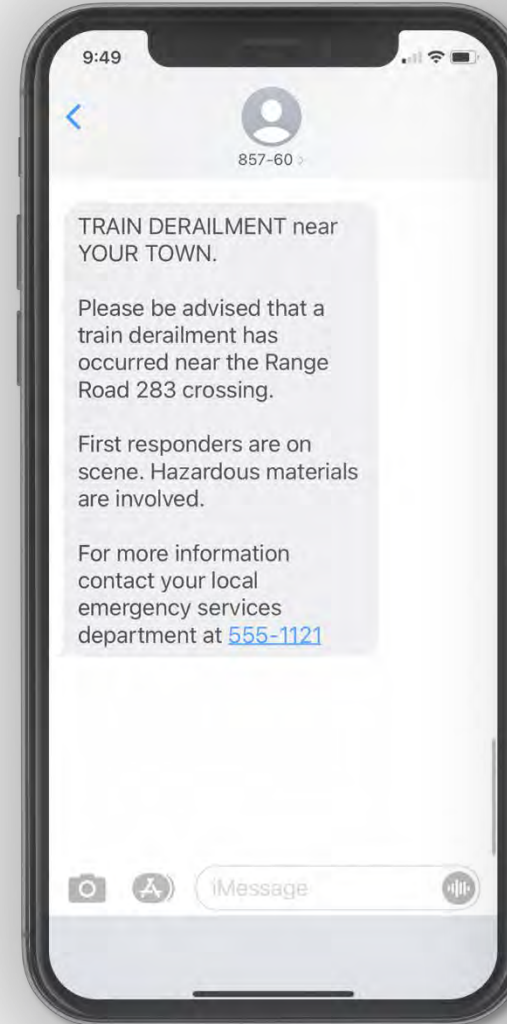 9:49
857-60
TRAIN DERAILMENT near
YOUR TOWN.
Please be advised that a
train derailment has
occurred near the Range
Road 283 crossing.
First responders are on
scene. Hazardous materials
are involved.
For more information
contact your local
emergency services
department at 555-1121
iMessage